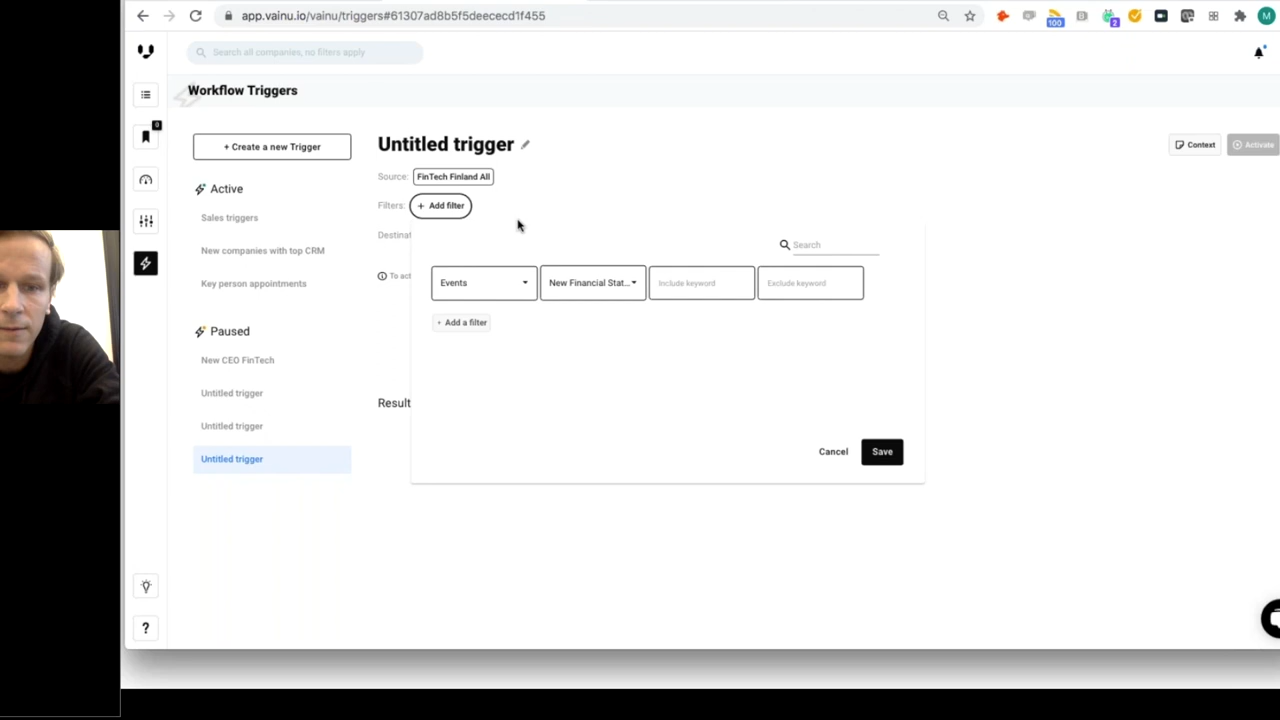 app.vainu.io/vainu/triggers#61307ad8b5f5deececd1f455
100
2
M
Search all companies, no filters apply
Workflow Triggers
0
+ Create a new Trigger
Untitled trigger
Context
Activate
Source: FinTech Finland All
Active
Filters: + Add filter
Sales triggers
Destinat
Search
New companies with top CRM
To act
Key person appointments
Events
New Financial Stat...
Include keyword
Exclude keyword
+ Add a filter
Paused
New CEO FinTech
Untitled trigger
Result
Untitled trigger
Cancel
Save
Untitled trigger
?